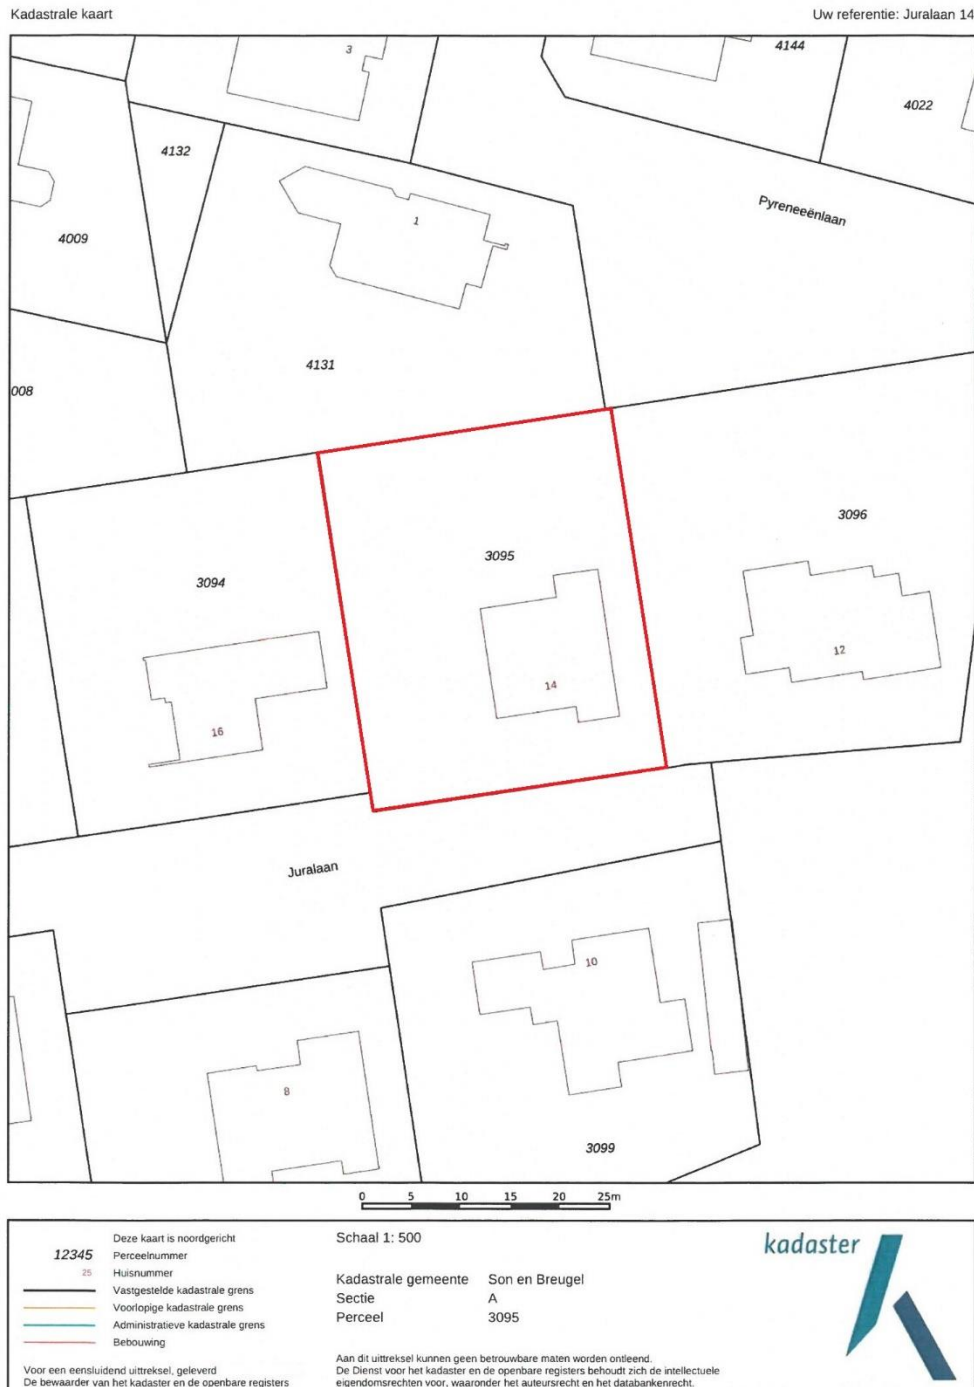 Kadastrale kaart
Uw referentie: Juralaan 14
3
4144
4022
4132
Pyreneeënlaan
1
4009
4131
008
3096
3095
3094
12
14
16
Juralaan
10
8
3099
0 5 10 15 20 25m
Deze kaart is noordgericht
12345 Perceelnummer
25 Huisnummer
Vastgestelde kadastrale grens
Voorlopige kadastrale grens
Administratieve kadastrale grens
Bebouwing
Voor een eensluidend uittreksel, geleverd
De bewaarder van het kadaster en de openbare registers
Schaal 1: 500
Kadastrale gemeente Son en Breugel
Sectie A
Perceel 3095
Aan dit uittreksel kunnen geen betrouwbare maten worden ontleend.
De Dienst voor het kadaster en de openbare registers behoudt zich de intellectuele
eigendomsrechten voor, waaronder het auteursrecht en het databankenrecht.
kadaster